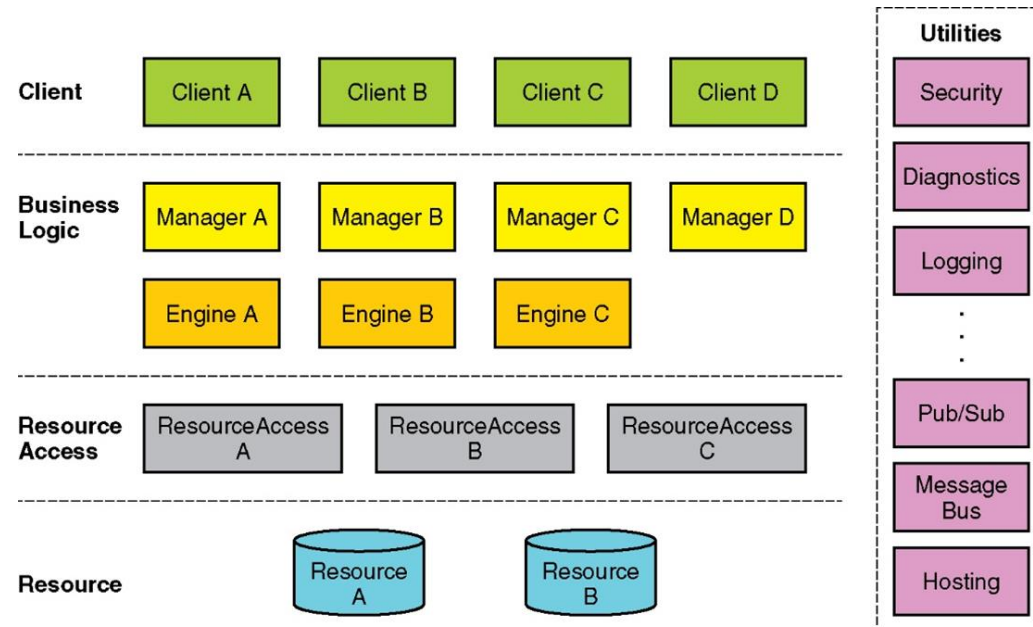 Utilities
Client
Client A
Client B
Client C
Client D
Security
Business
Logic
Manager A
Manager B
Manager C
Manager D
Diagnostics
Logging
Engine A
Engine B
Engine C
Resource
Access
ResourceAccess
A
ResourceAccess
B
ResourceAccess
C
Pub/Sub
Message
Bus
Resource
Resource
A
Resource
B
Hosting